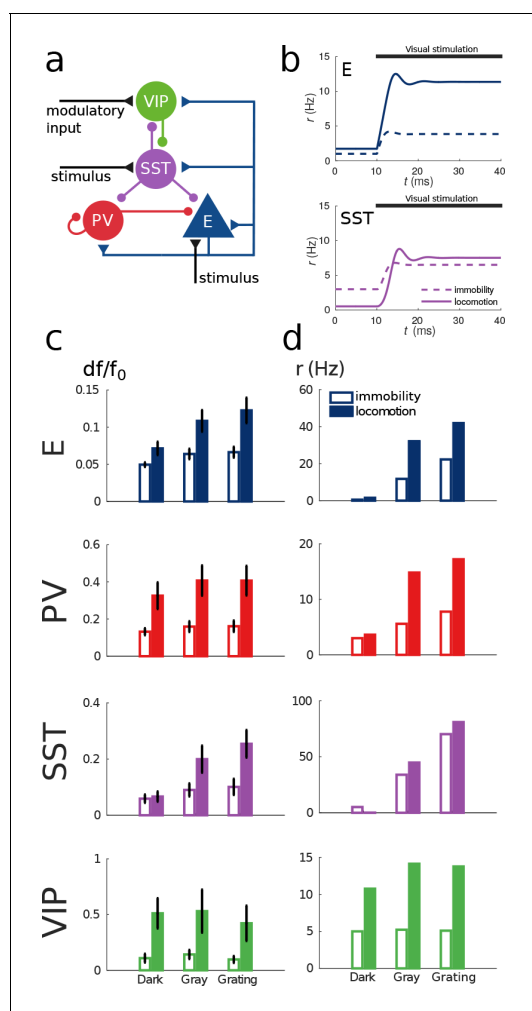 a
VIP
modulatory
input
SST
stimulus
PV
E
stimulus
b
Visual stimulation
E
15
10
5
0
r (Hz)
0 10 20 30 40
t (ms)
Visual stimulation
SST
15
10
5
0
r (Hz)
immobility
locomotion
0 10 20 30 40
t (ms)
c
df/f0
E
0.15
0.1
0.05
0
PV
0.6
0.4
0.2
0
SST
0.4
0.2
0
VIP
1
0.5
0
Dark Gray Grating
d
r (Hz)
immobility
locomotion
60
40
20
0
20
10
0
100
50
0
15
10
5
0
Dark Gray Grating